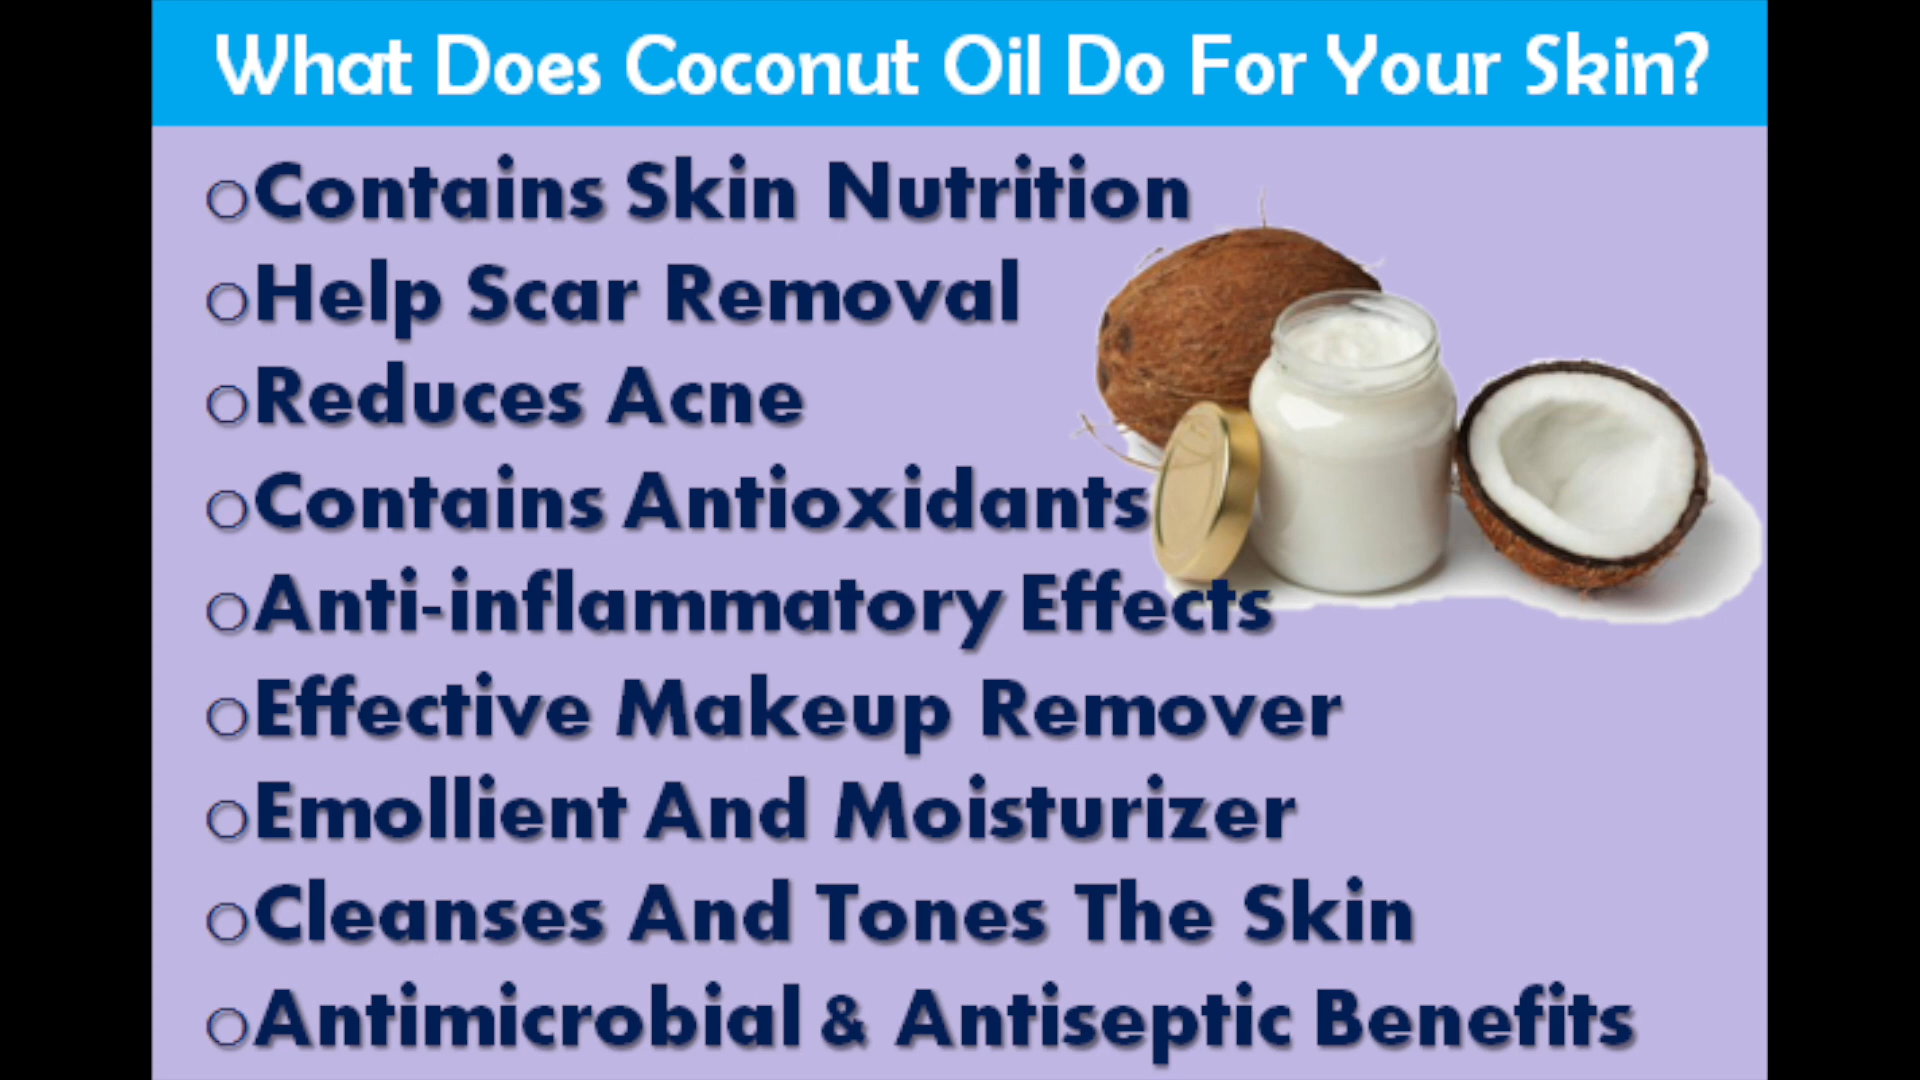 What Does Coconut Oil Do For Your Skin?
Contains Skin Nutrition
Help Scar Removal
Reduces Acne
Contains Antioxidants
Anti-inflammatory Effects
Effective Makeup Remover
Emollient And Moisturizer
Cleanses And Tones The Skin
Antimicrobial & Antiseptic Benefits